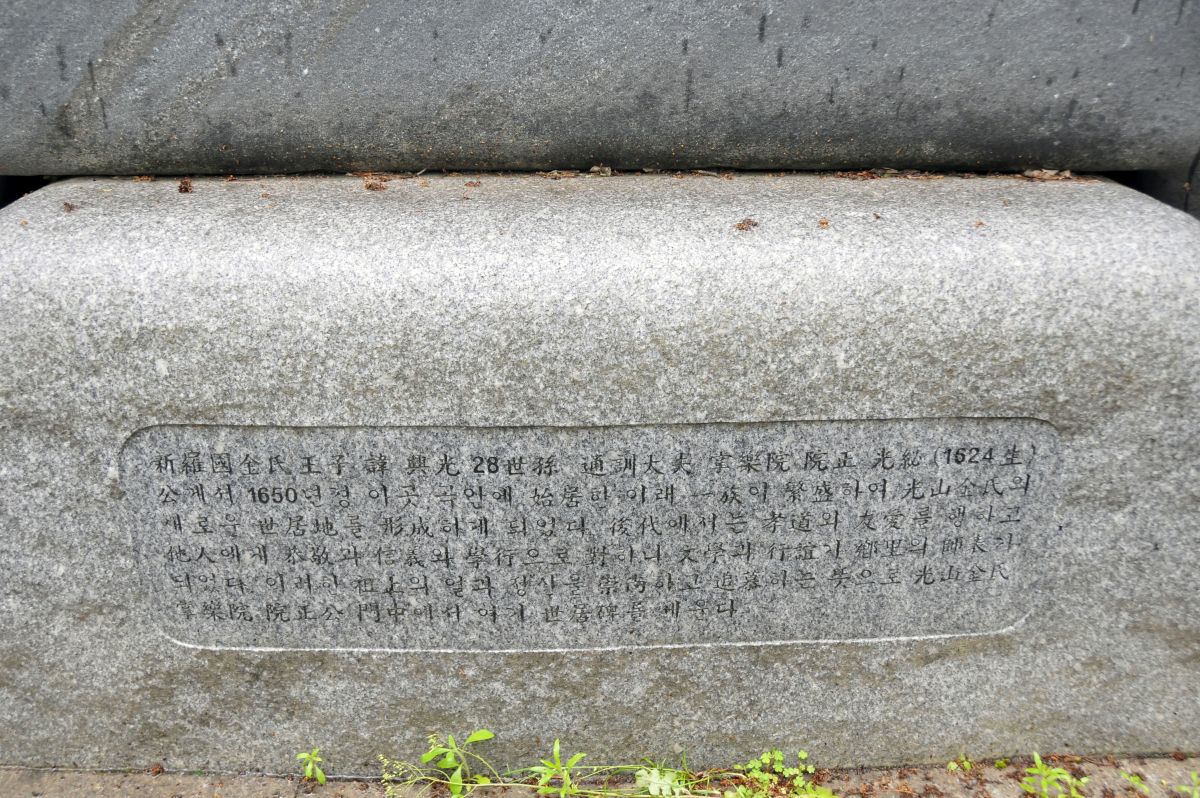 新羅國金氏王子 諱 興光 28世孫 通訓大夫 掌樂院 院正 光 (1624生)
公께서 1650년경 이곳 곡안에 始居한 이래 一族이 繁盛하여 光山金氏의
새로운 世居地를 形成하게 되었다. 後代에서는 孝道와 友愛를 행하고
他人에게 恭敬과 信義와 學行으로 對하니 文學과 行誼가 鄕里의 師表가
되었다. 이러한 祖上의 얼과 정신을 崇尙하고 追慕하는 뜻으로 光山金氏
掌樂院 院正公 門中에서 여기 世居碑를 세운다